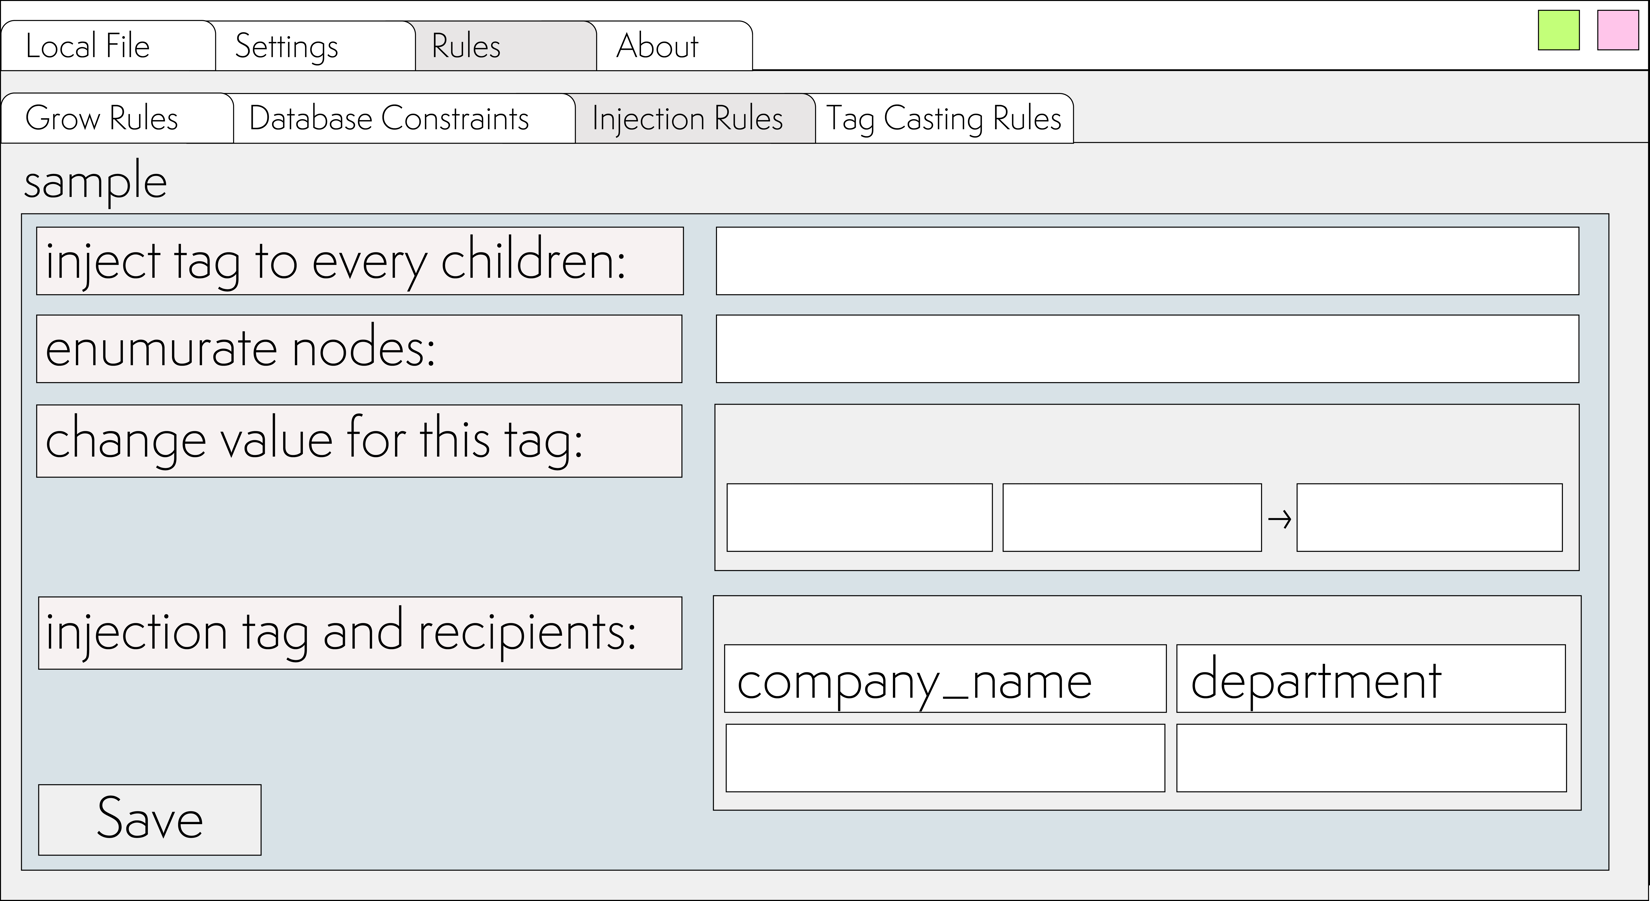 Local File Settings Rules About
Grow Rules Database Constraints Injection Rules Tag Casting Rules
sample
inject tag to every children:
enumurate nodes:
change value for this tag:
→
injection tag and recipients:
company_name department
Save